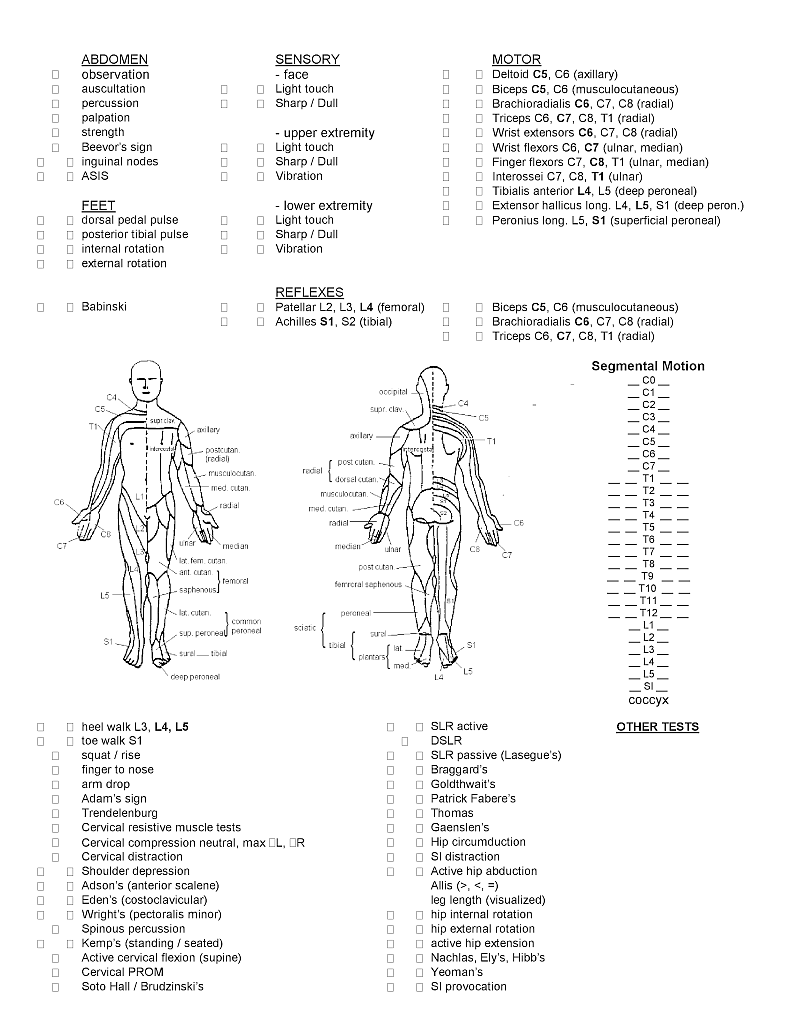 ABDOMEN
observation
auscultation
percussion
palpation
strength
Beevor's sign
inguinal nodes
ASIS
FEET
dorsal pedal pulse
posterior tibial pulse
internal rotation
external rotation
Babinski
SENSORY
- face
Light touch
Sharp / Dull
- upper extremity
Light touch
Sharp / Dull
Vibration
- lower extremity
Light touch
Sharp / Dull
Vibration
REFLEXES
Patellar L2, L3, L4 (femoral)
Achilles S1, S2 (tibial)
MOTOR
Deltoid C5, C6 (axillary)
Biceps C5, C6 (musculocutaneous)
Brachioradialis C6, C7, C8 (radial)
Triceps C6, C7, C8, T1 (radial)
Wrist extensors C6, C7, C8 (radial)
Wrist flexors C6, C7 (ulnar, median)
Finger flexors C7, C8, T1 (ulnar, median)
Interossei C7, C8, T1 (ulnar)
Tibialis anterior L4, L5 (deep peroneal)
Extensor hallicus long. L4, L5, S1 (deep peron.)
Peronius long. L5, S1 (superficial peroneal)
Biceps C5, C6 (musculocutaneous)
Brachioradialis C6, C7, C8 (radial)
Triceps C6, C7, C8, T1 (radial)
C4
C5
T1
supr. clav.
axillary
intercostal
postcutan.
(radial)
musculocutan.
med. cutan.
L1
radial
C6
C7
C8
L2
ulnar
median
L3
lat. fem. cutan.
L4
ant. cutan.
femoral
saphenous
L5
lat. cutan.
common
peroneal
sup. peroneal
S1
sural
tibial
deep peroneal
occipital
C4
supr. clav.
C5
axillary
T1
intercostal
radial
post cutan.
dorsal cutan.
musculocutan.
med. cutan.
S2
radial
C6
median
ulnar
C8
C7
post cutan.
femroral saphenous
S1
peroneal
sciatic
sural
tibial
plantars
lat.
S1
med.
L4
L5
Segmental Motion
__ C0 __
__ C1 __
__ C2 __
__ C3 __
__ C4 __
__ C5 __
__ C6 __
__ C7 __
__ __ T1 __ __
__ __ T2 __ __
__ __ T3 __ __
__ __ T4 __ __
__ __ T5 __ __
__ __ T6 __ __
__ __ T7 __ __
__ __ T8 __ __
__ __ T9 __ __
__ __ T10 __ __
__ __ T11 __ __
__ __ T12 __ __
__ L1 __
__ L2 __
__ L3 __
__ L4 __
__ L5 __
__ SI __
coccyx
heel walk L3, L4, L5
toe walk S1
squat / rise
finger to nose
arm drop
Adam's sign
Trendelenburg
Cervical resistive muscle tests
Cervical compression neutral, max □L, □R
Cervical distraction
Shoulder depression
Adson's (anterior scalene)
Eden's (costoclavicular)
Wright's (pectoralis minor)
Spinous percussion
Kemp's (standing / seated)
Active cervical flexion (supine)
Cervical PROM
Soto Hall / Brudzinski's
SLR active
DSLR
SLR passive (Lasegue's)
Braggard's
Goldthwait's
Patrick Fabere's
Thomas
Gaenslen's
Hip circumduction
SI distraction
Active hip abduction
Allis (>, <, =)
leg length (visualized)
hip internal rotation
hip external rotation
active hip extension
Nachlas, Ely's, Hibb's
Yeoman's
SI provocation
OTHER TESTS